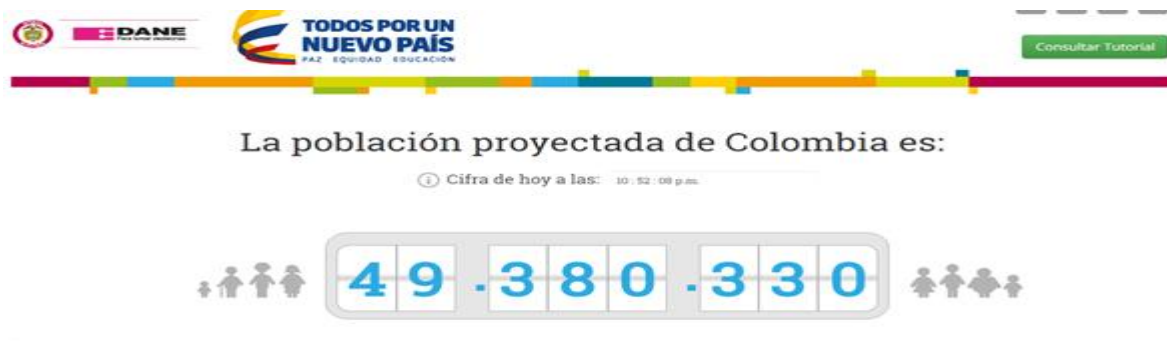 DANE
TODOS POR UN
NUEVO PAÍS
PAZ EQUIDAD EDUCACIÓN
Consultar Tutorial
La población proyectada de Colombia es:
Cifra de hoy a las: 10:52:08 p.m.
49.380.330